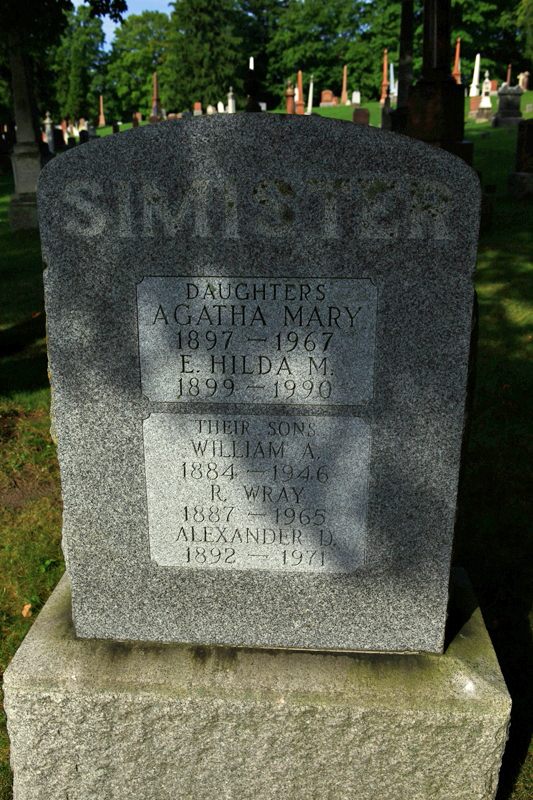 SIMISTER
DAUGHTERS
AGATHA MARY
1897 — 1967
E. HILDA M.
1899 — 1990
THEIR SONS
WILLIAM A.
1884 — 1946
R. WRAY
1887 — 1965
ALEXANDER D.
1892 — 1971